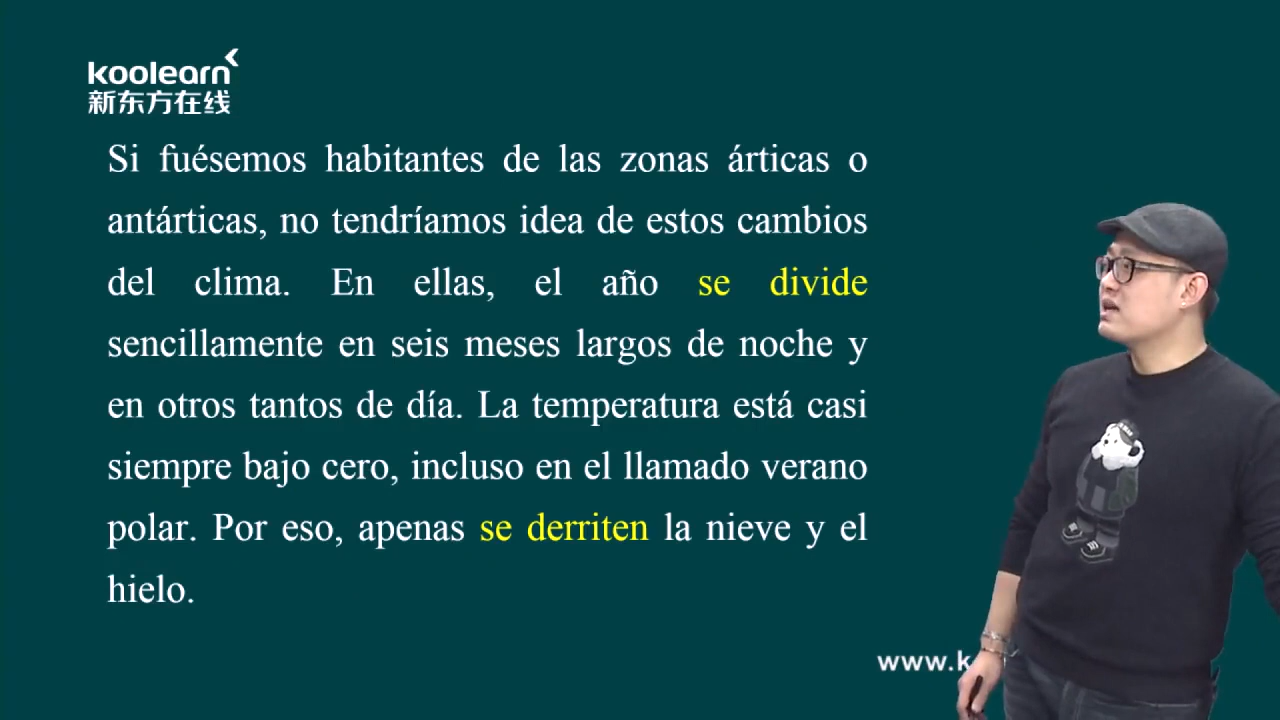 koolearn
新东方在线
Si fuésemos habitantes de las zonas árticas o
antárticas, no tendríamos idea de estos cambios
del clima. En ellas, el año se divide
sencillamente en seis meses largos de noche y
en otros tantos de día. La temperatura está casi
siempre bajo cero, incluso en el llamado verano
polar. Por eso, apenas se derriten la nieve y el
hielo.
www.k